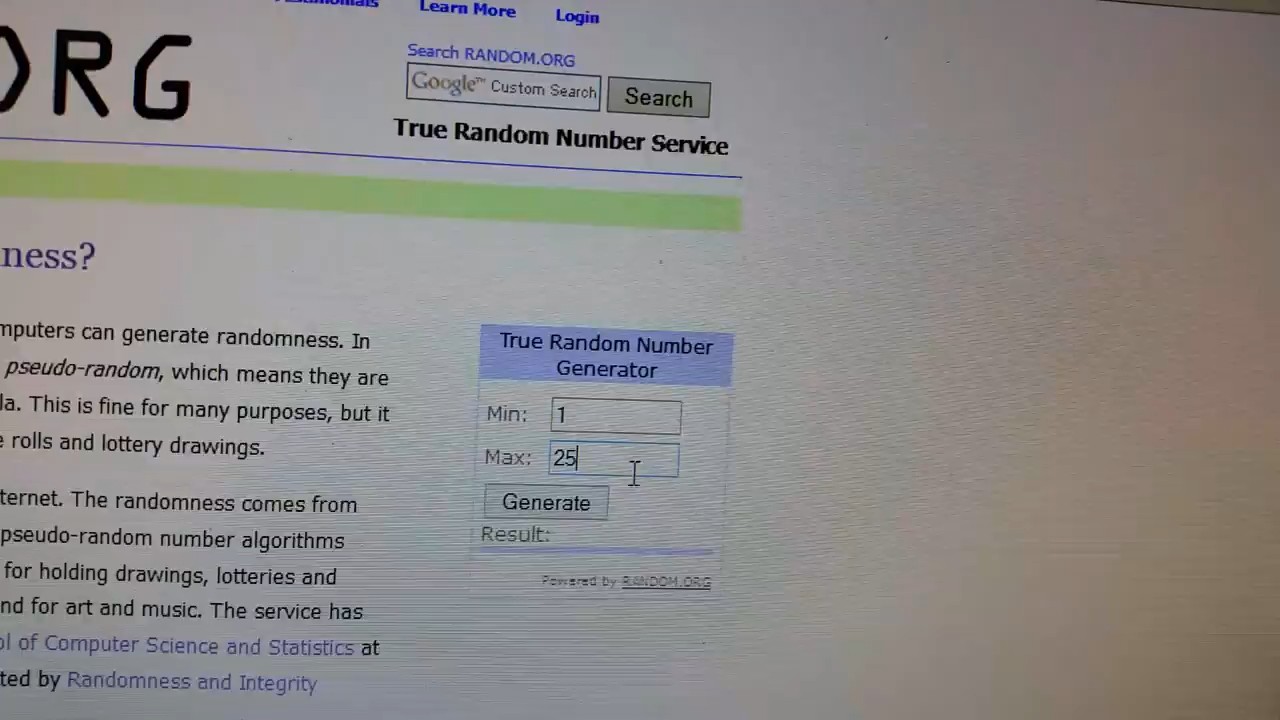 Learn More Login
ORG
Search RANDOM.ORG
Google™ Custom Search Search
True Random Number Service
ness?
mputers can generate randomness. In
pseudo-random, which means they are
la. This is fine for many purposes, but it
e rolls and lottery drawings.
ternet. The randomness comes from
pseudo-random number algorithms
for holding drawings, lotteries and
nd for art and music. The service has
ol of Computer Science and Statistics at
ted by Randomness and Integrity
True Random Number
Generator
Min: 1
Max: 25
Generate
Result:
Powered by RANDOM.ORG